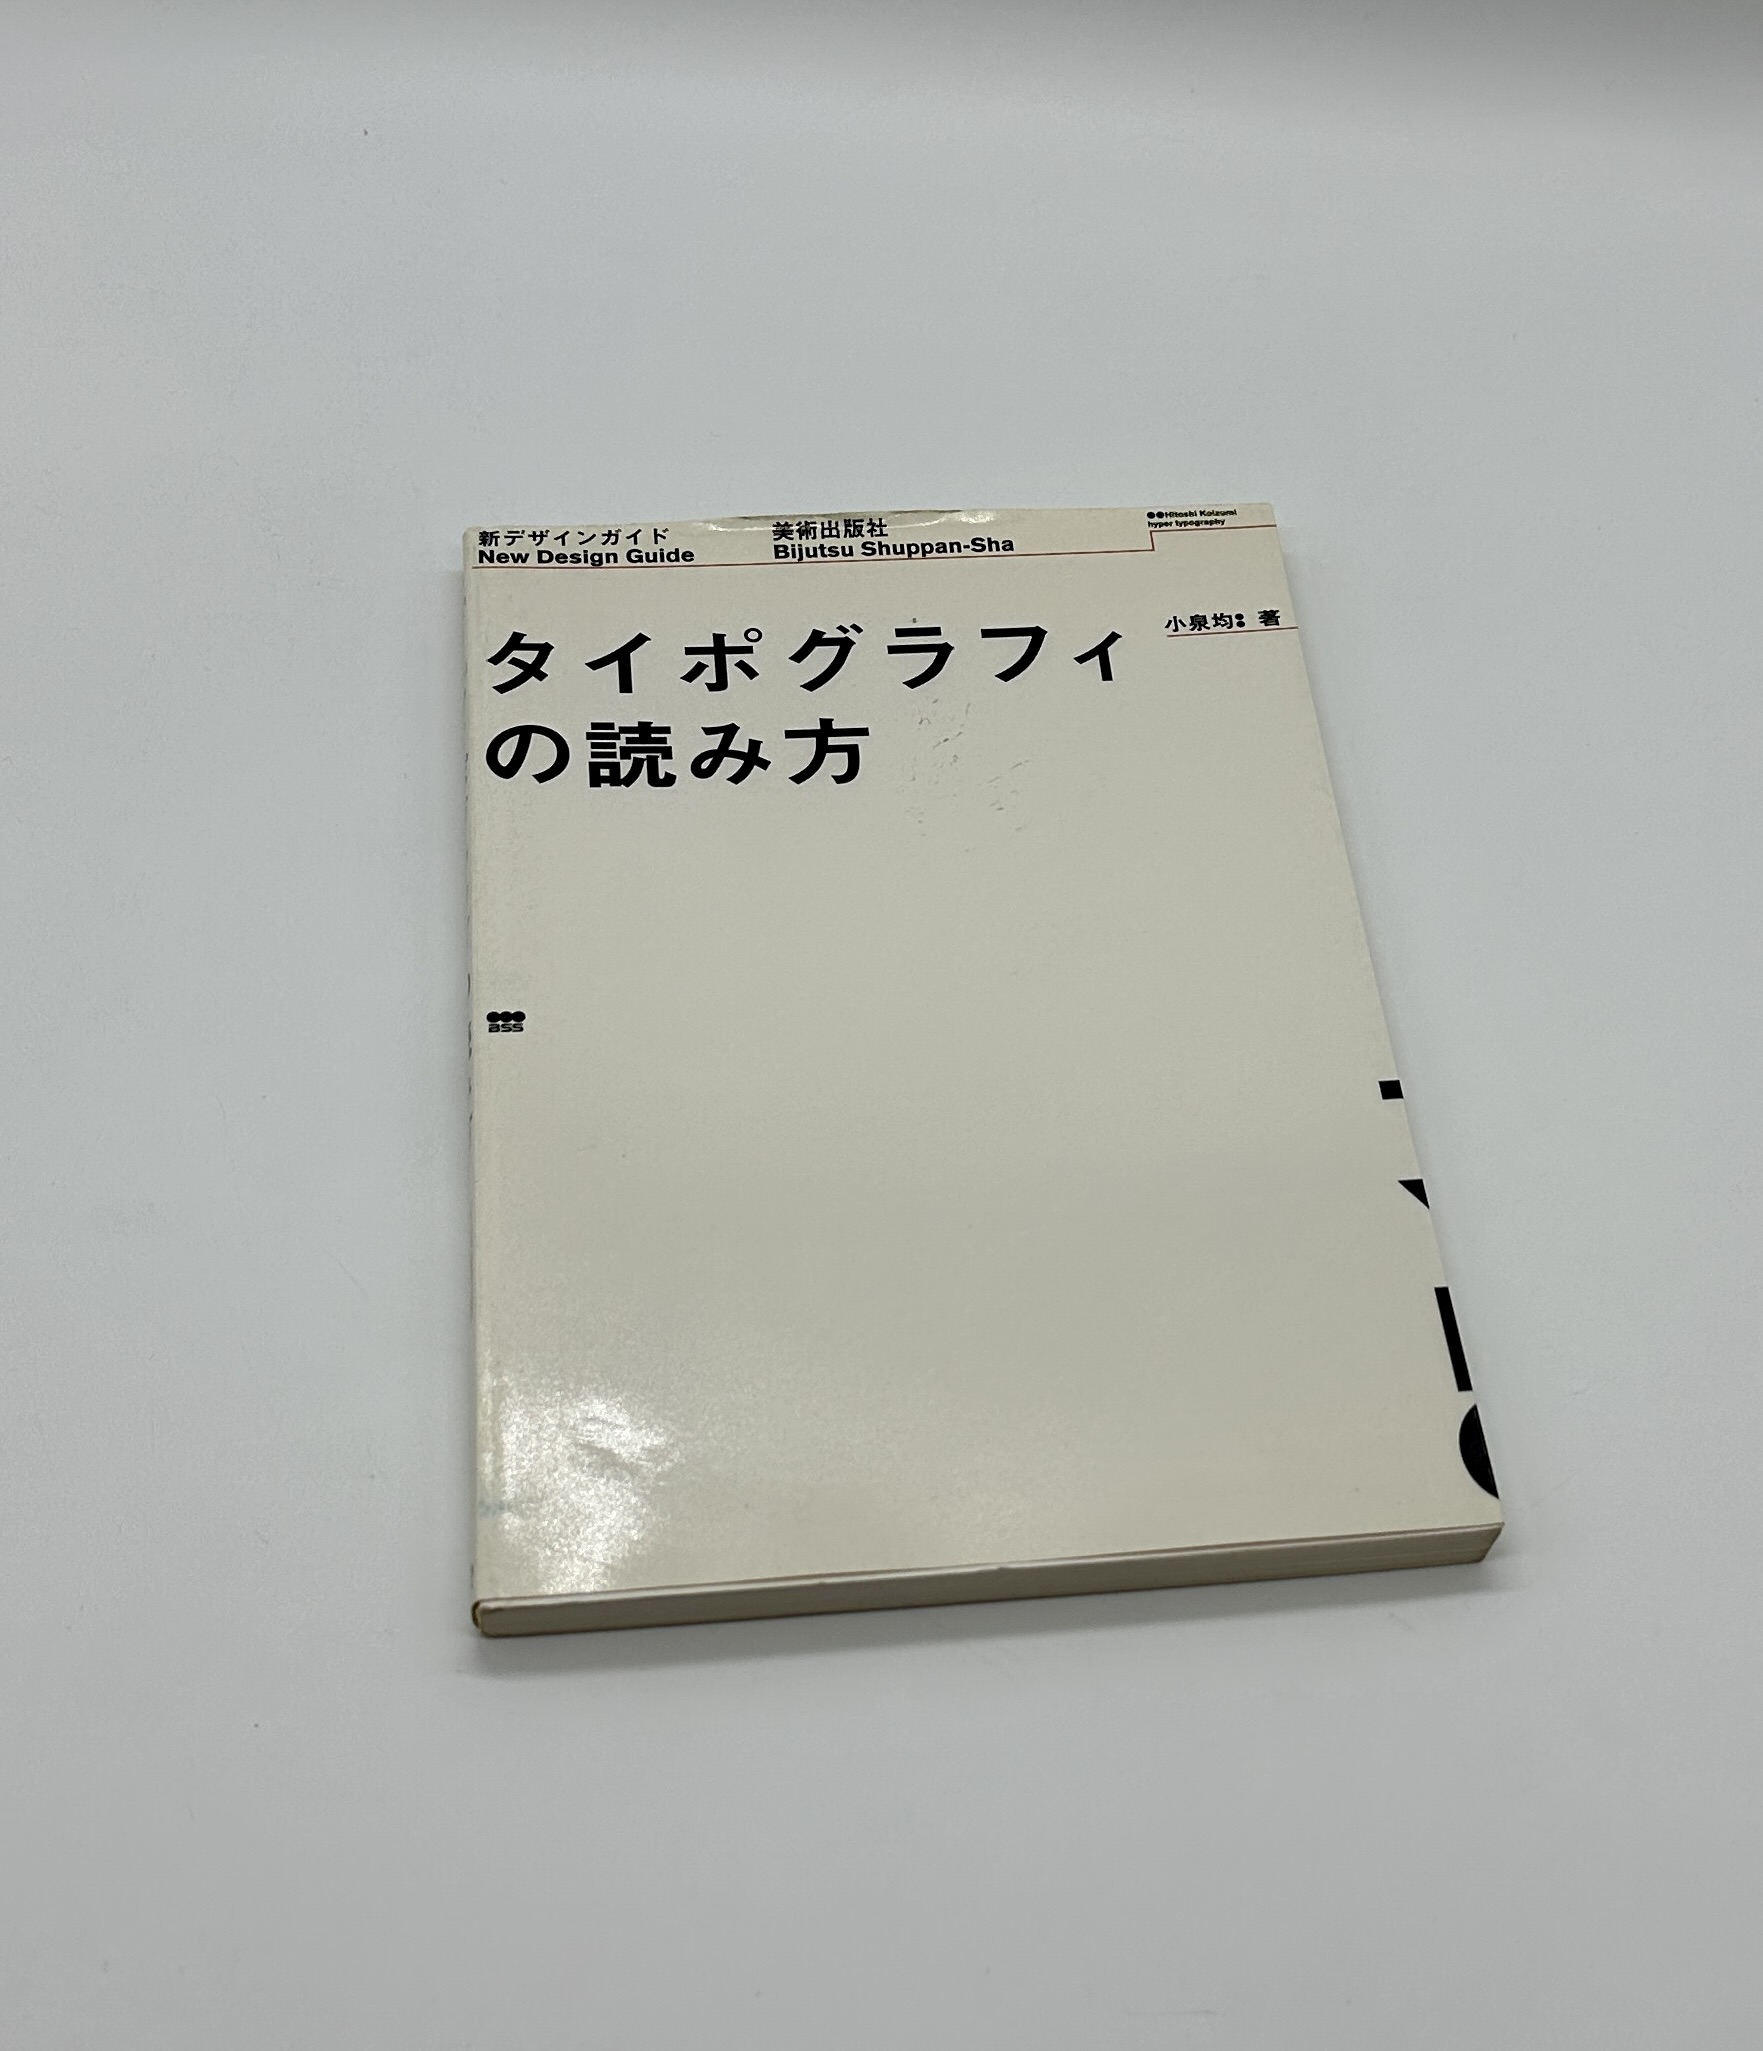 新デザインガイド
New Design Guide
美術出版社
Bijutsu Shuppan-Sha
Hitoshi Koizumi
hyper typography
小泉均: 著
タイポグラフィ
の読み方
BSS